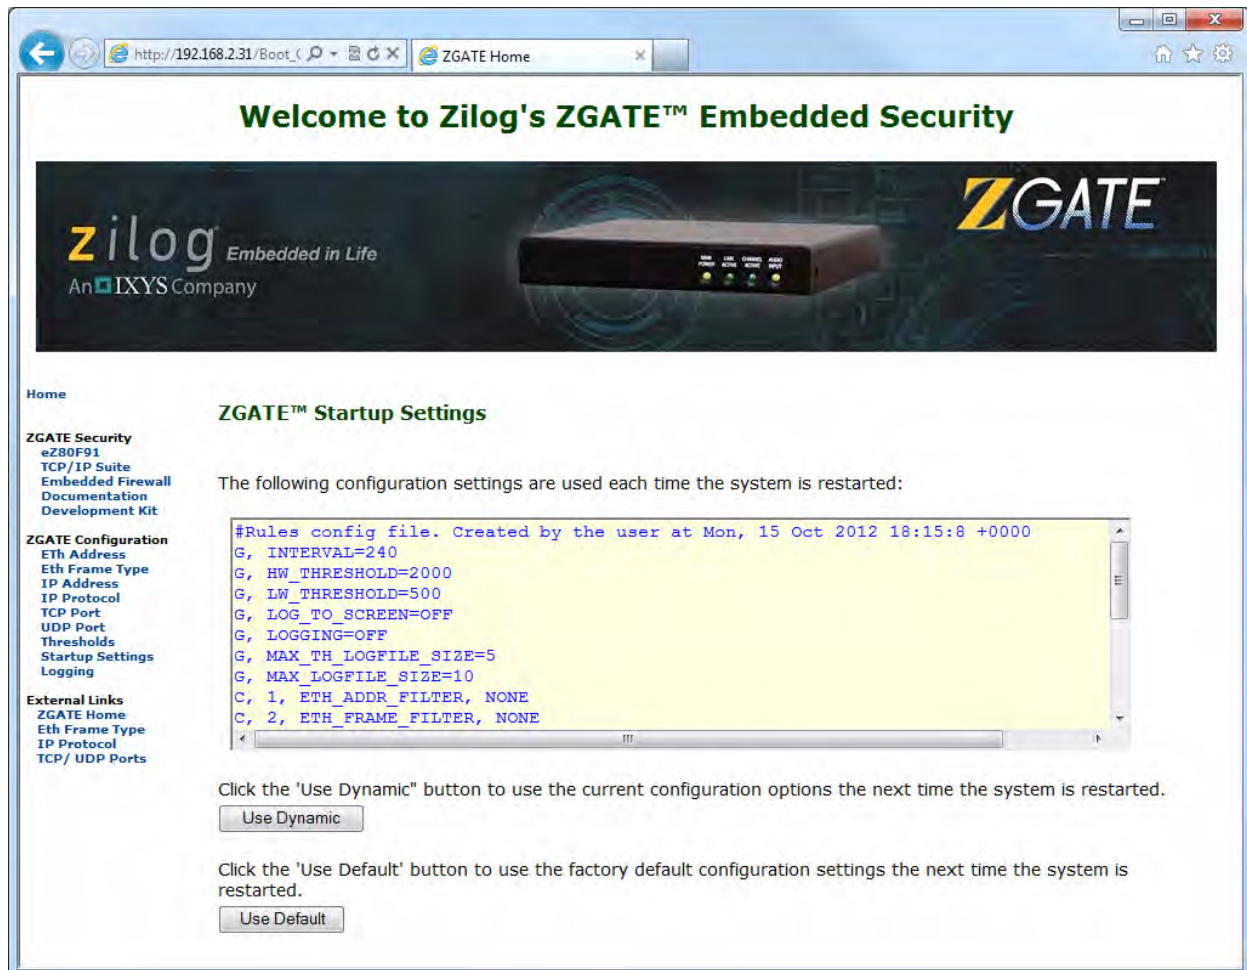 http://192.168.2.31/Boot_(
ZGATE Home
Welcome to Zilog's ZGATE™ Embedded Security
zilog Embedded in Life
An IXYS Company
ZGATE
MAIN POWER LINK ACTIVE CHANNEL ACTIVE AUDIO INPUT
Home
ZGATE Security
eZ80F91
TCP/IP Suite
Embedded Firewall
Documentation
Development Kit
ZGATE Configuration
ETh Address
Eth Frame Type
IP Address
IP Protocol
TCP Port
UDP Port
Thresholds
Startup Settings
Logging
External Links
ZGATE Home
Eth Frame Type
IP Protocol
TCP/ UDP Ports
ZGATE™ Startup Settings
The following configuration settings are used each time the system is restarted:
#Rules config file. Created by the user at Mon, 15 Oct 2012 18:15:8 +0000
G, INTERVAL=240
G, HW_THRESHOLD=2000
G, LW_THRESHOLD=500
G, LOG_TO_SCREEN=OFF
G, LOGGING=OFF
G, MAX_TH_LOGFILE_SIZE=5
G, MAX_LOGFILE_SIZE=10
C, 1, ETH_ADDR_FILTER, NONE
C, 2, ETH_FRAME_FILTER, NONE
Click the 'Use Dynamic" button to use the current configuration options the next time the system is restarted.
Use Dynamic
Click the 'Use Default' button to use the factory default configuration settings the next time the system is
restarted.
Use Default